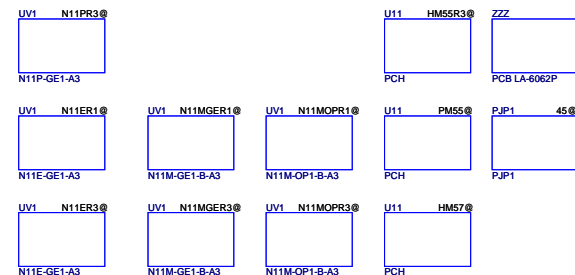 UV1 N11PR3@ U11 HM55R3@ ZZZ
N11P-GE1-A3 PCH PCB LA-6062P
UV1 N11ER1@ UV1 N11MGER1@ UV1 N11MOPR1@ U11 PM55@ PJP1 45@
N11E-GE1-A3 N11M-GE1-B-A3 N11M-OP1-B-A3 PCH PJP1
UV1 N11ER3@ UV1 N11MGER3@ UV1 N11MOPR3@ U11 HM57@
N11E-GE1-A3 N11M-GE1-B-A3 N11M-OP1-B-A3 PCH